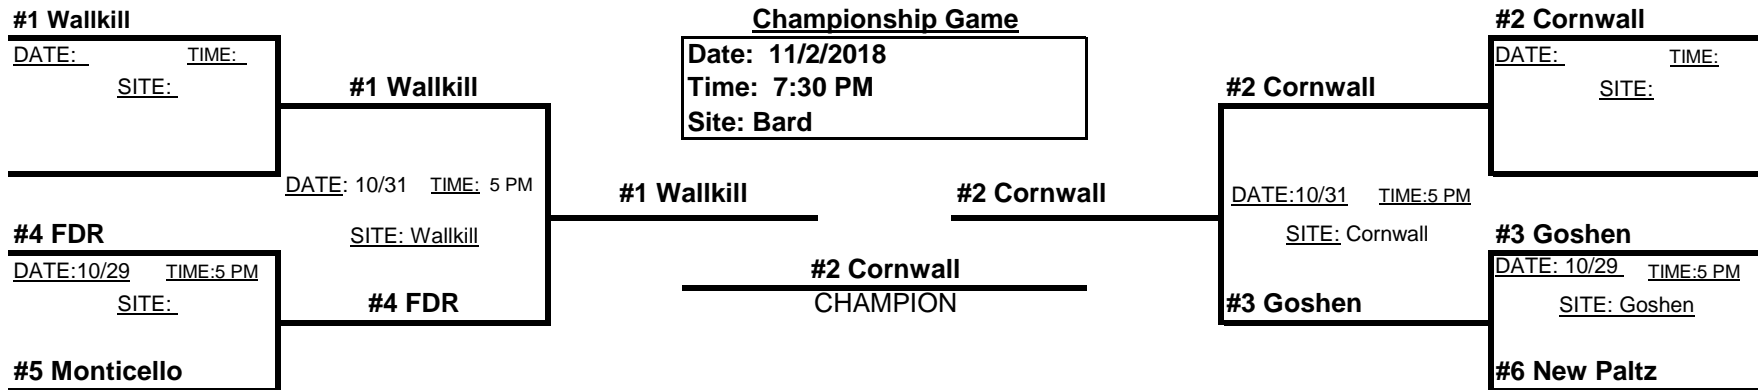 #1 Wallkill
DATE: TIME:
SITE:
#1 Wallkill
DATE: 10/31 TIME: 5 PM
SITE: Wallkill
#4 FDR
DATE:10/29 TIME:5 PM
SITE:
#4 FDR
#5 Monticello
#1 Wallkill
Championship Game
Date: 11/2/2018
Time: 7:30 PM
Site: Bard
#2 Cornwall
#2 Cornwall
CHAMPION
#2 Cornwall
DATE: TIME:
SITE:
#2 Cornwall
DATE:10/31 TIME:5 PM
SITE: Cornwall
#3 Goshen
DATE: 10/29 TIME:5 PM
SITE: Goshen
#3 Goshen
#6 New Paltz